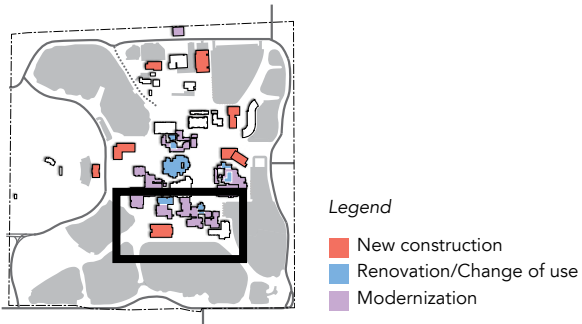 Legend
New construction
Renovation/Change of use
Modernization